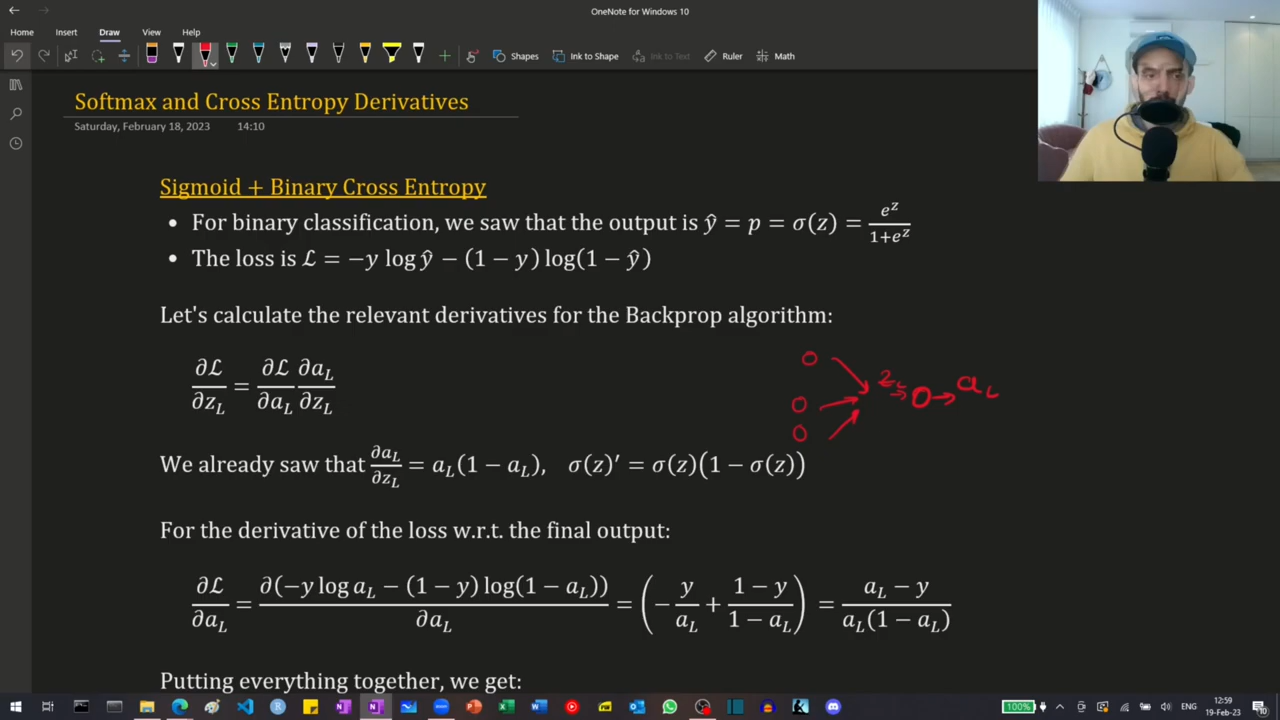 OneNote for Windows 10
Home Insert Draw View Help
Shapes Ink to Shape Ink to Text Ruler Math
Softmax and Cross Entropy Derivatives
Saturday, February 18, 2023 14:10
Sigmoid + Binary Cross Entropy
• For binary classification, we saw that the output is ŷ = p = σ(z) = e^z/(1+e^z)
• The loss is ℒ = −y log ŷ − (1 − y) log(1 − ŷ)
Let's calculate the relevant derivatives for the Backprop algorithm:
∂ℒ/∂z_L = ∂ℒ/∂a_L ∂a_L/∂z_L
z_L a_L
We already saw that ∂a_L/∂z_L = a_L(1 − a_L), σ(z)′ = σ(z)(1 − σ(z))
For the derivative of the loss w.r.t. the final output:
∂ℒ/∂a_L = ∂(−y log a_L − (1 − y) log(1 − a_L))/∂a_L = (−y/a_L + (1 − y)/(1 − a_L)) = (a_L − y)/(a_L(1 − a_L))
Putting everything together, we get:
100% 12:59
19-Feb-23